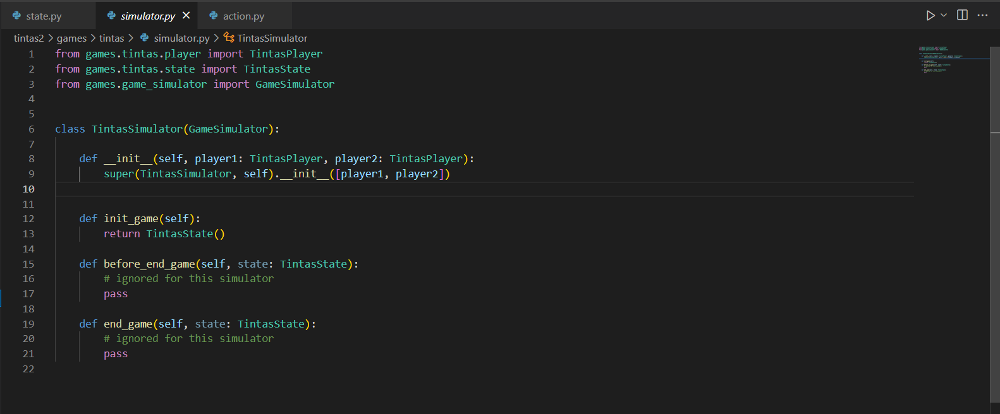 state.py simulator.py action.py
tintas2 > games > tintas > simulator.py > TintasSimulator
1 from games.tintas.player import TintasPlayer
2 from games.tintas.state import TintasState
3 from games.game_simulator import GameSimulator
4
5
6 class TintasSimulator(GameSimulator):
7
8     def __init__(self, player1: TintasPlayer, player2: TintasPlayer):
9         super(TintasSimulator, self).__init__([player1, player2])
10
11
12     def init_game(self):
13         return TintasState()
14
15     def before_end_game(self, state: TintasState):
16         # ignored for this simulator
17         pass
18
19     def end_game(self, state: TintasState):
20         # ignored for this simulator
21         pass
22